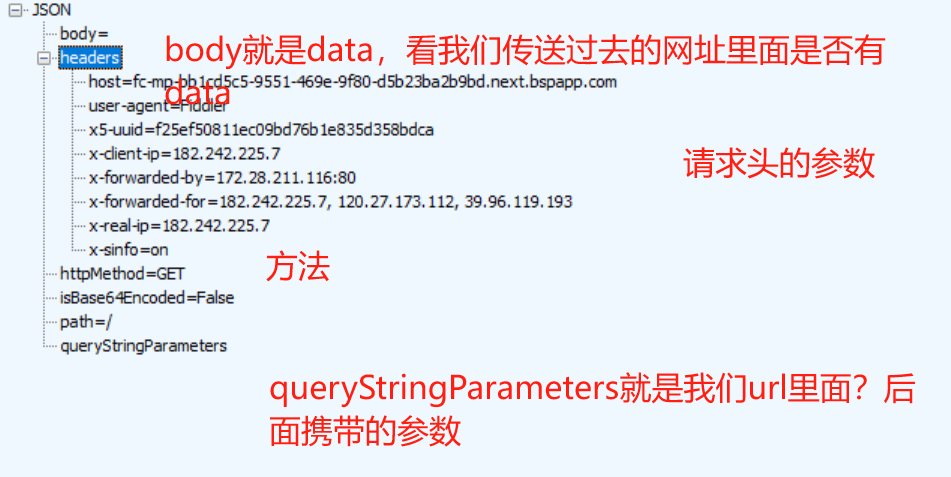 JSON
body=
body就是data，看我们传送过去的网址里面是否有
data
headers
host=fc-mp-bb1cd5c5-9551-469e-9f80-d5b23ba2b9bd.next.bspapp.com
user-agent=Fiddler
x5-uuid=f25ef50811ec09bd76b1e835d358bdca
x-client-ip=182.242.225.7
请求头的参数
x-forwarded-by=172.28.211.116:80
x-forwarded-for=182.242.225.7, 120.27.173.112, 39.96.119.193
x-real-ip=182.242.225.7
x-sinfo=on
方法
httpMethod=GET
isBase64Encoded=False
path=/
queryStringParameters
queryStringParameters就是我们url里面？后
面携带的参数